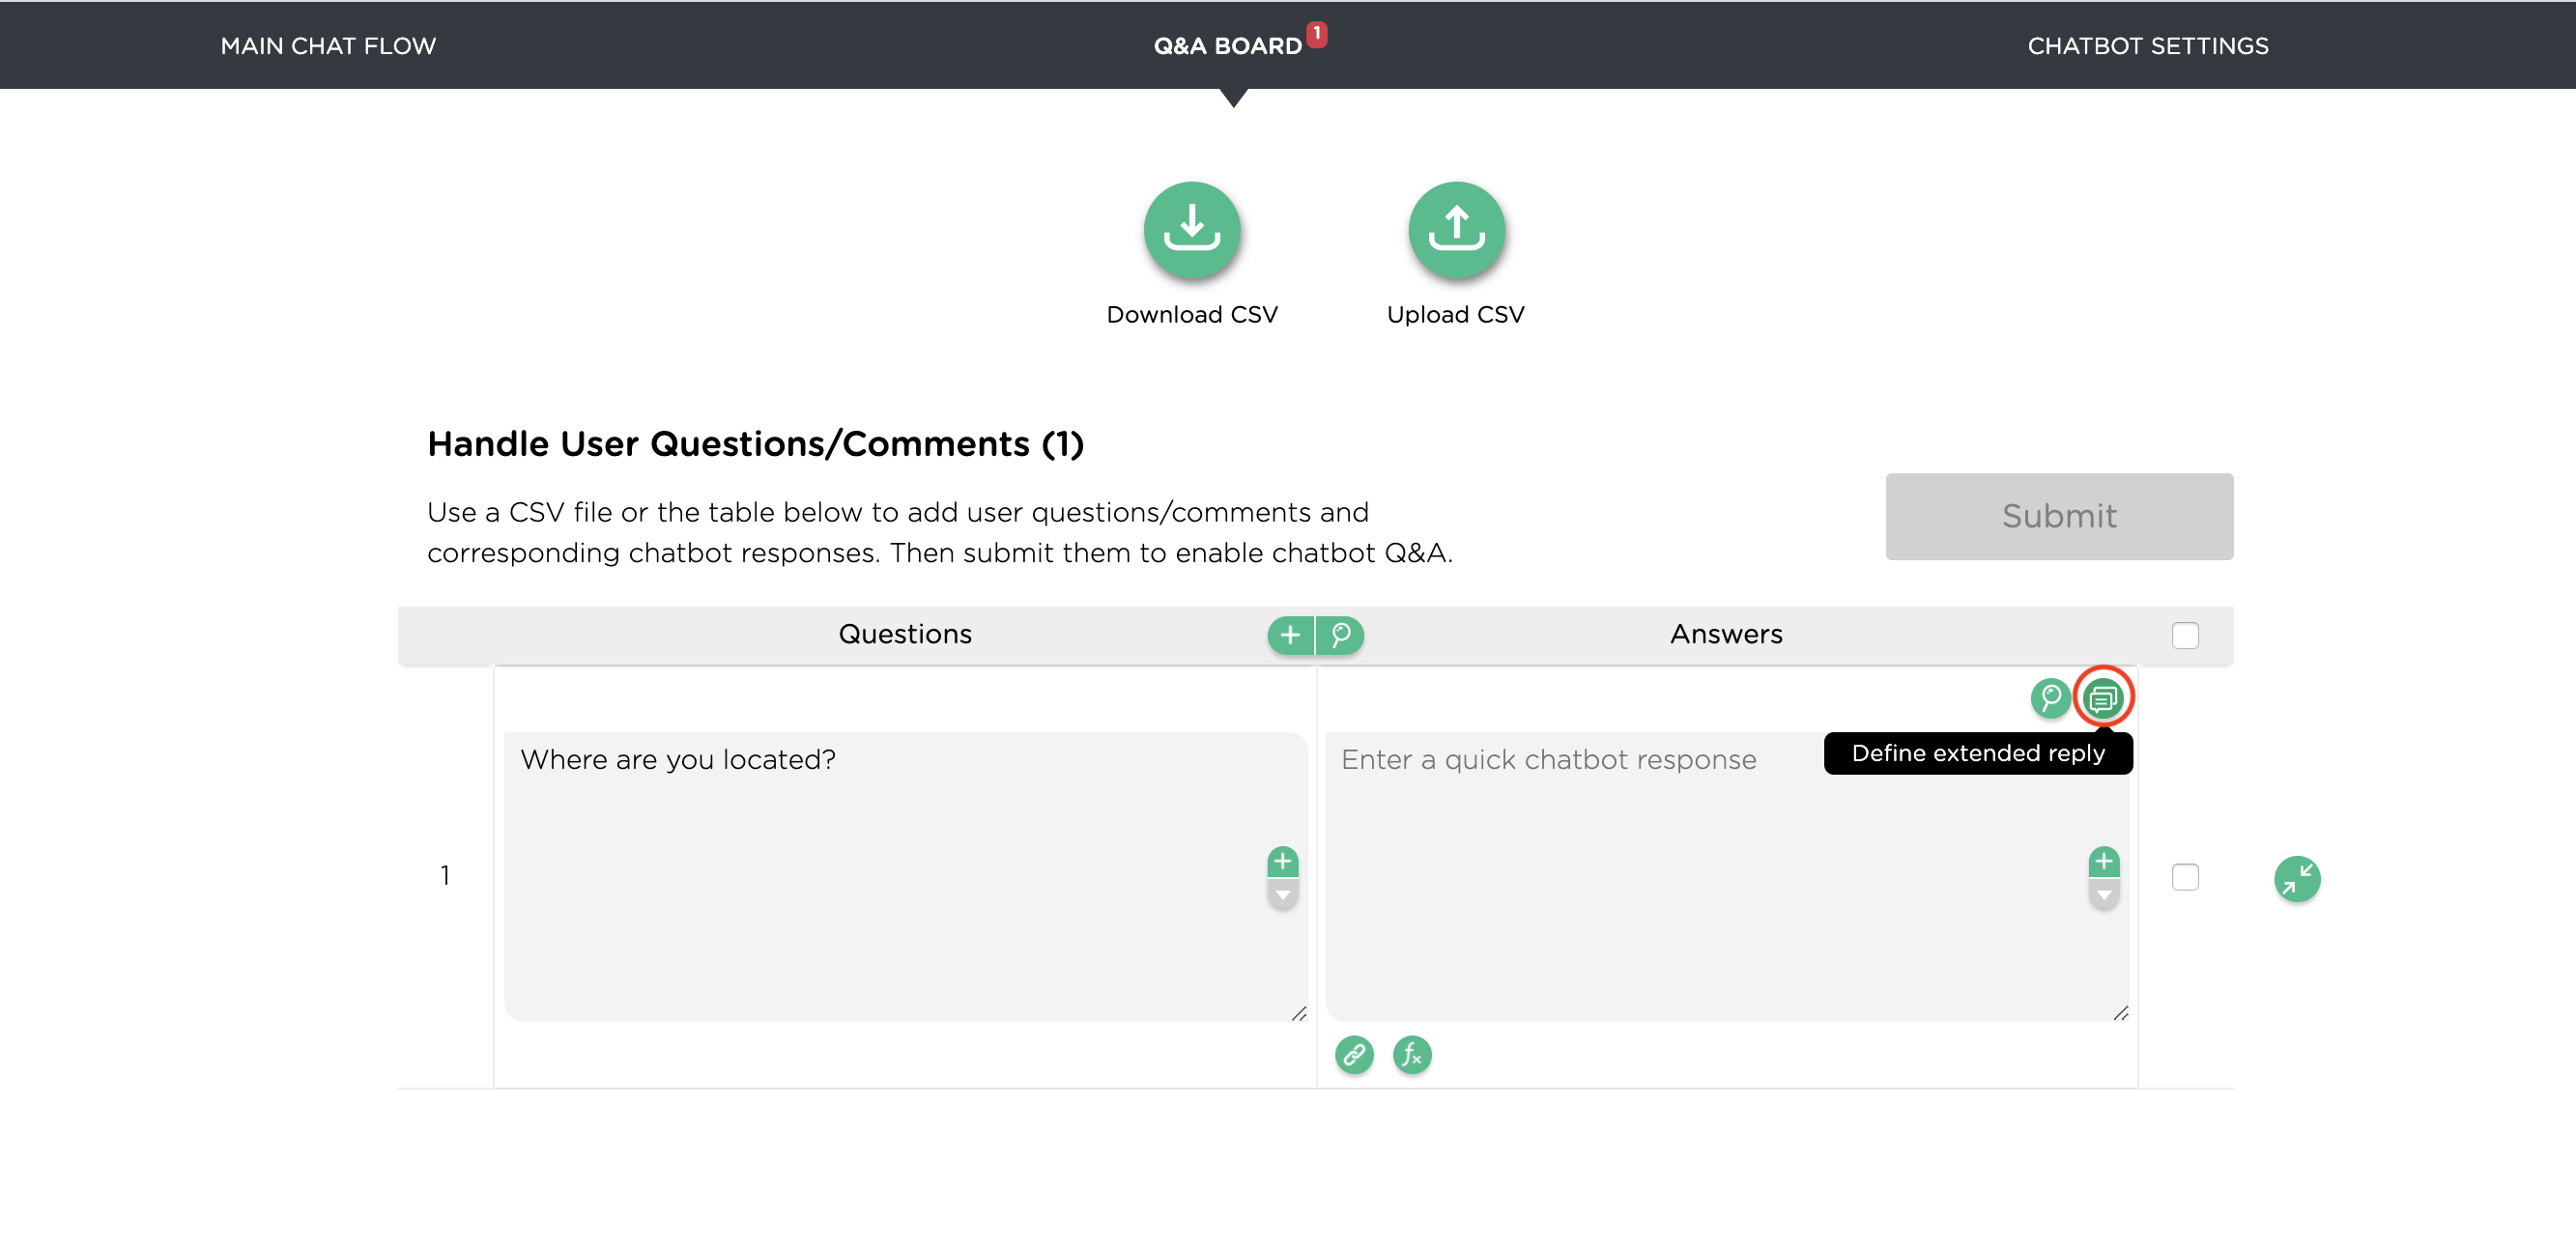 MAIN CHAT FLOW
Q&A BOARD
1
CHATBOT SETTINGS
Download CSV
Upload CSV
Handle User Questions/Comments (1)
Use a CSV file or the table below to add user questions/comments and
corresponding chatbot responses. Then submit them to enable chatbot Q&A.
Submit
Questions
Answers
1
Where are you located?
Enter a quick chatbot response
Define extended reply
fx